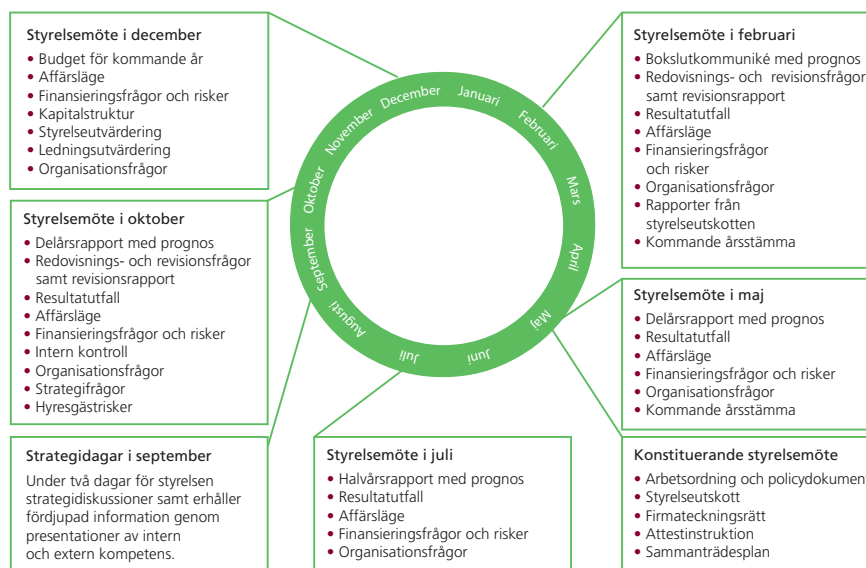 Styrelsemöte i december
• Budget för kommande år
• Affärsläge
• Finansieringsfrågor och risker
• Kapitalstruktur
• Styrelseutvärdering
• Ledningsutvärdering
• Organisationsfrågor
Styrelsemöte i oktober
• Delårsrapport med prognos
• Redovisnings- och revisionsfrågor
samt revisionsrapport
• Resultatutfall
• Affärsläge
• Finansieringsfrågor och risker
• Intern kontroll
• Organisationsfrågor
• Strategifrågor
• Hyresgästrisker
Strategidagar i september
Under två dagar för styrelsen
strategidiskussioner samt erhåller
fördjupad information genom
presentationer av intern
och extern kompetens.
Januari
Februari
Mars
April
Maj
Juni
Juli
Augusti
September
Oktober
November
December
Styrelsemöte i juli
• Halvårsrapport med prognos
• Resultatutfall
• Affärsläge
• Finansieringsfrågor och risker
• Organisationsfrågor
Styrelsemöte i februari
• Bokslutkommuniké med prognos
• Redovisnings- och revisionsfrågor
samt revisionsrapport
• Resultatutfall
• Affärsläge
• Finansieringsfrågor
och risker
• Organisationsfrågor
• Rapporter från
styrelseutskotten
• Kommande årsstämma
Styrelsemöte i maj
• Delårsrapport med prognos
• Resultatutfall
• Affärsläge
• Finansieringsfrågor och risker
• Organisationsfrågor
• Kommande årsstämma
Konstituerande styrelsemöte
• Arbetsordning och policydokument
• Styrelseutskott
• Firmateckningsrätt
• Attestinstruktion
• Sammanträdesplan